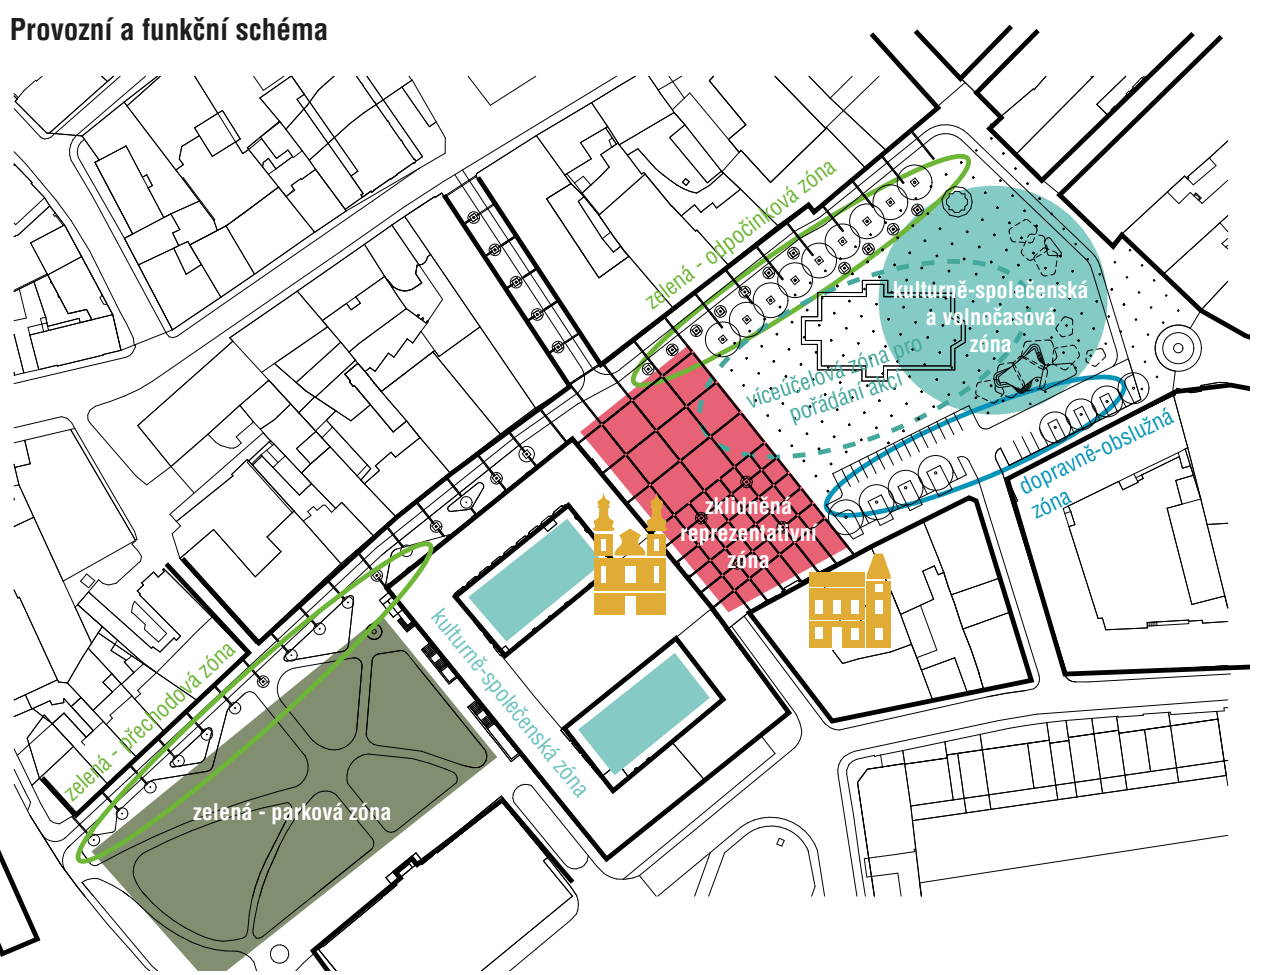 Provozní a funkční schéma
zelená - odpočinková zóna
kulturně-společenská
a volnočasová
zóna
víceúčelová zóna pro
pořádání akcí
dopravně-obslužná
zóna
zklidněná
reprezentativní
zóna
kulturně-společenská zóna
zelená - přechodová zóna
zelená - parková zóna